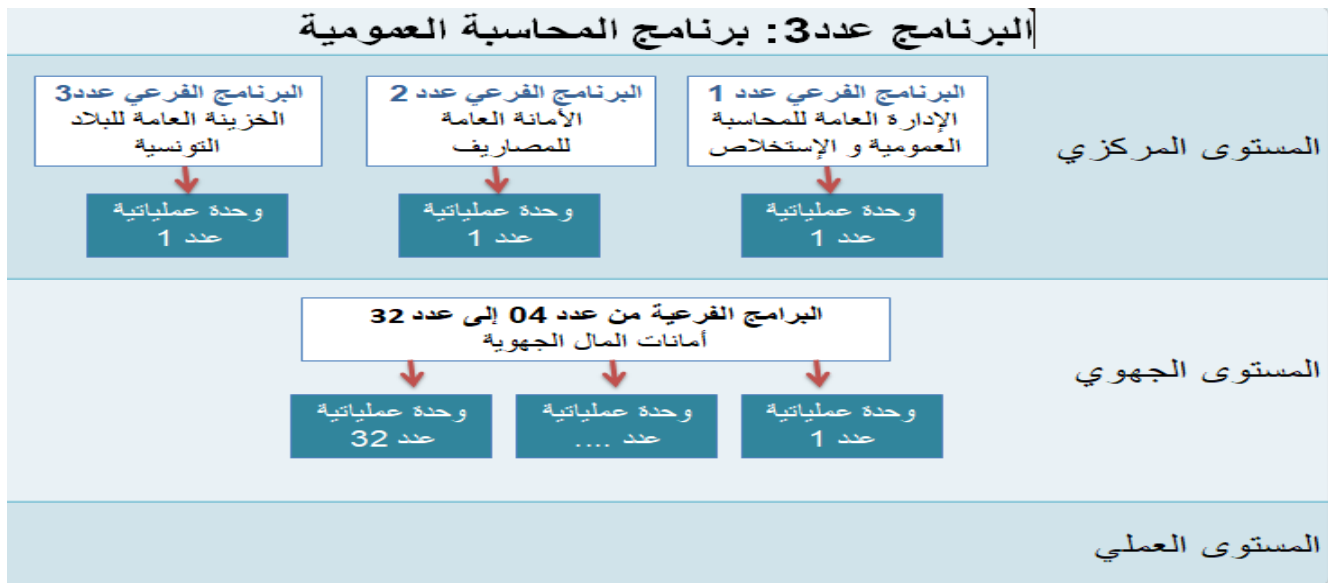 البرنامج عدد3: برنامج المحاسبة العمومية
المستوى المركزي
البرنامج الفرعي عدد 1
الإدارة العامة للمحاسبة
العمومية و الإستخلاص
البرنامج الفرعي عدد 2
الأمانة العامة
للمصاريف
البرنامج الفرعي عدد3
الخزينة العامة للبلاد
التونسية
وحدة عملياتية
عدد 1
وحدة عملياتية
عدد 1
وحدة عملياتية
عدد 1
المستوى الجهوي
البرامج الفرعية من عدد 04 إلى عدد 32
أمانات المال الجهوية
وحدة عملياتية
عدد 1
وحدة عملياتية
عدد ....
وحدة عملياتية
عدد 32
المستوى العملي